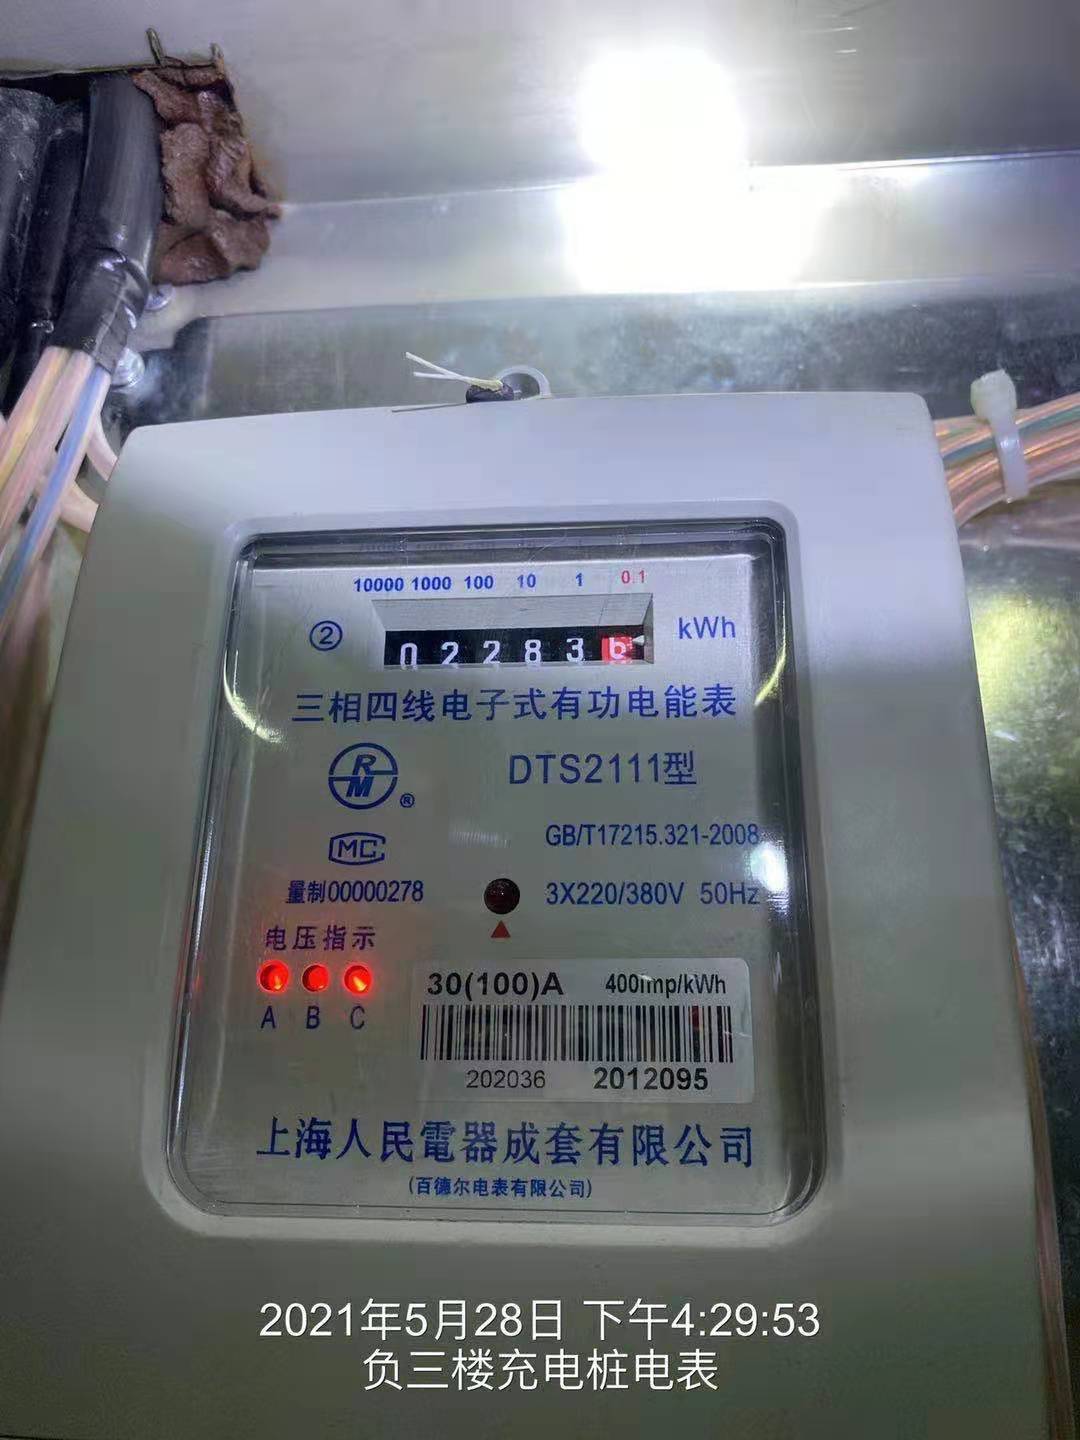 10000 1000 100 10 1 0.1
② 02283 kWh
三相四线电子式有功电能表
RM ®
DTS2111型
MC
GB/T17215.321-2008
量制00000278
3X220/380V 50Hz
电压指示
A B C
30(100)A 400imp/kWh
202036 2012095
上海人民電器成套有限公司
(百德尔电表有限公司)
2021年5月28日 下午4:29:53
负三楼充电桩电表